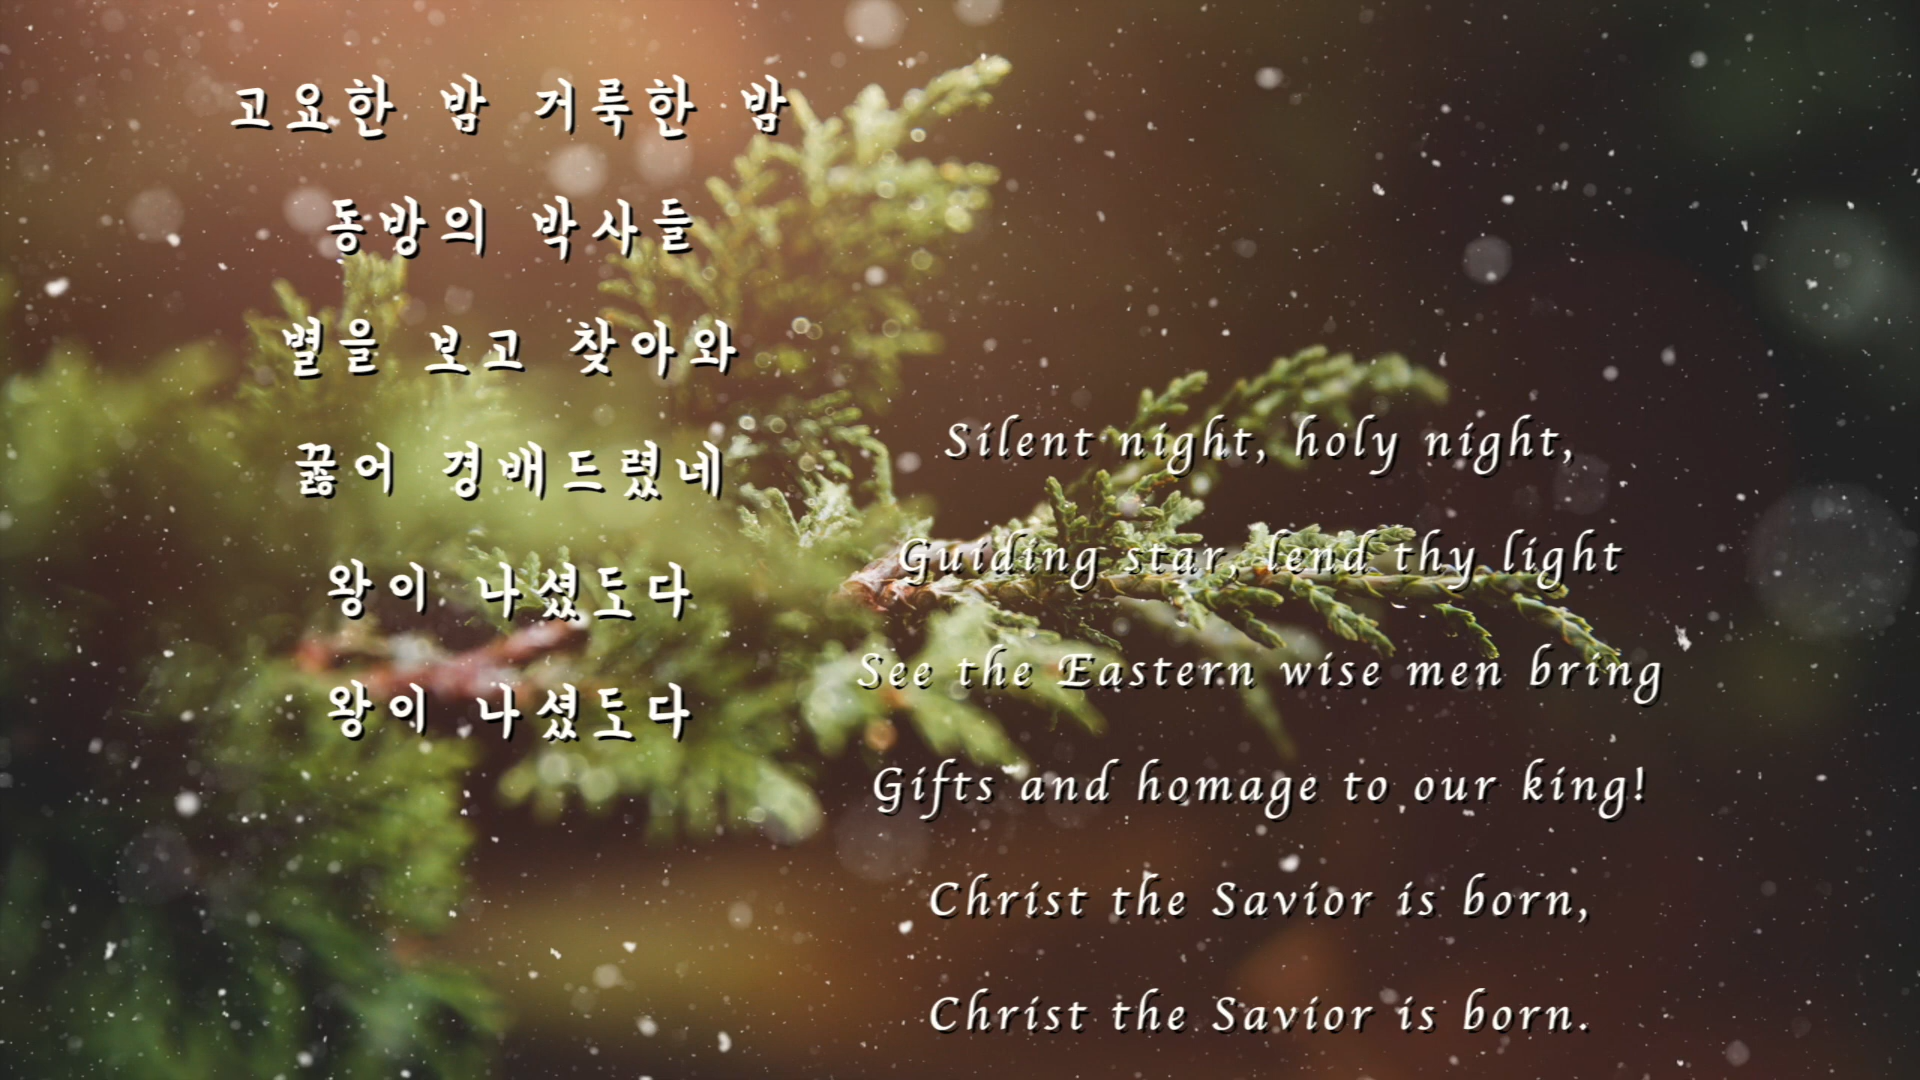 고요한 밤 거룩한 밤
동방의 박사들
별을 보고 찾아와
꿇어 경배드렸네
왕이 나셨도다
왕이 나셨도다
Silent night, holy night,
Guiding star, lend thy light
See the Eastern wise men bring
Gifts and homage to our king!
Christ the Savior is born,
Christ the Savior is born.